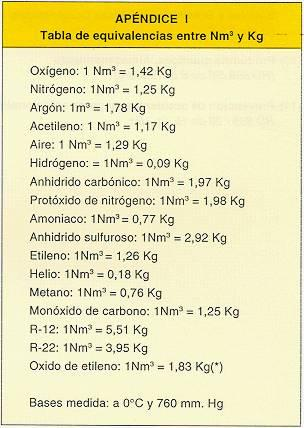 APÉNDICE I
Tabla de equivalencias entre Nm³ y Kg
Oxígeno: 1 Nm³ = 1,42 Kg
Nitrógeno: 1Nm³ = 1,25 Kg
Argón: 1m³ = 1,78 Kg
Acetileno: 1 Nm³ = 1,17 Kg
Aire: 1 Nm³ = 1,29 Kg
Hidrógeno: = 1Nm³ = 0,09 Kg
Anhidrido carbónico: 1Nm³ = 1,97 Kg
Protóxido de nitrógeno: 1Nm³ = 1,98 Kg
Amoniaco: 1Nm³= 0,77 Kg
Anhidrido sulfuroso: 1Nm³ = 2,92 Kg
Etileno: 1Nm³= 1,26 Kg
Helio: 1Nm³ = 0,18 Kg
Metano: 1Nm³ = 0,76 Kg
Monóxido de carbono: 1Nm³ = 1,25 Kg
R-12: 1Nm³ = 5,51 Kg
R-22: 1Nm³ = 3,95 Kg
Oxido de etileno: 1Nm³ = 1,83 Kg(*)
Bases medida: a 0°C y 760 mm. Hg